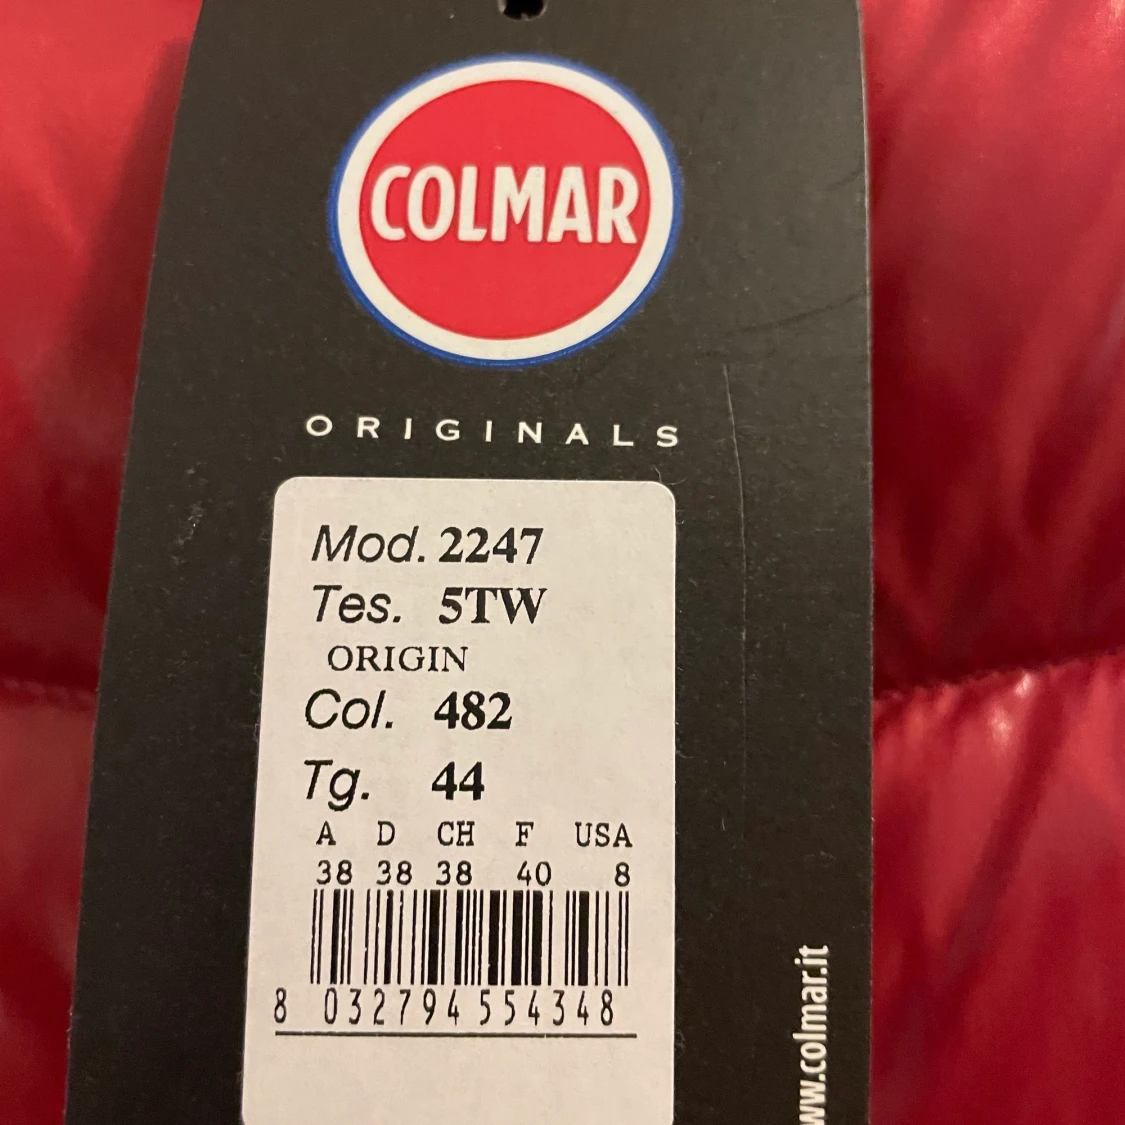 COLMAR
ORIGINALS
Mod. 2247
Tes. 5TW
ORIGIN
Col. 482
Tg. 44
A D CH F USA
38 38 38 40 8
8 032794 554348
ww.colmar.it